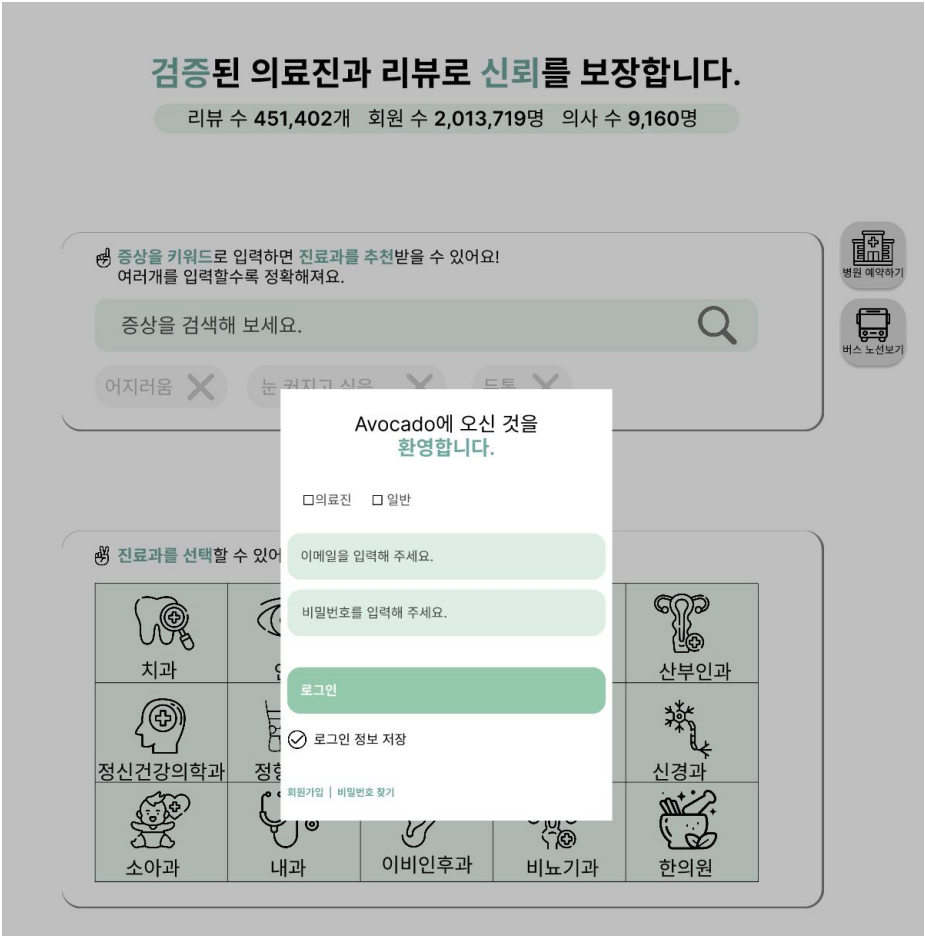 검증된 의료진과 리뷰로 신뢰를 보장합니다.
리뷰 수 451,402개 회원 수 2,013,719명 의사 수 9,160명
증상을 키워드로 입력하면 진료과를 추천받을 수 있어요!
여러개를 입력할수록 정확해져요.
증상을 검색해 보세요.
병원 예약하기
버스 노선보기
어지러움 눈 커지고 싶음 두통
Avocado에 오신 것을
환영합니다.
의료진 일반
진료과를 선택할 수 있어
이메일을 입력해 주세요.
비밀번호를 입력해 주세요.
치과 산부인과
로그인
로그인 정보 저장
정신건강의학과 정형 신경과
회원가입 | 비밀번호 찾기
소아과 내과 이비인후과 비뇨기과 한의원